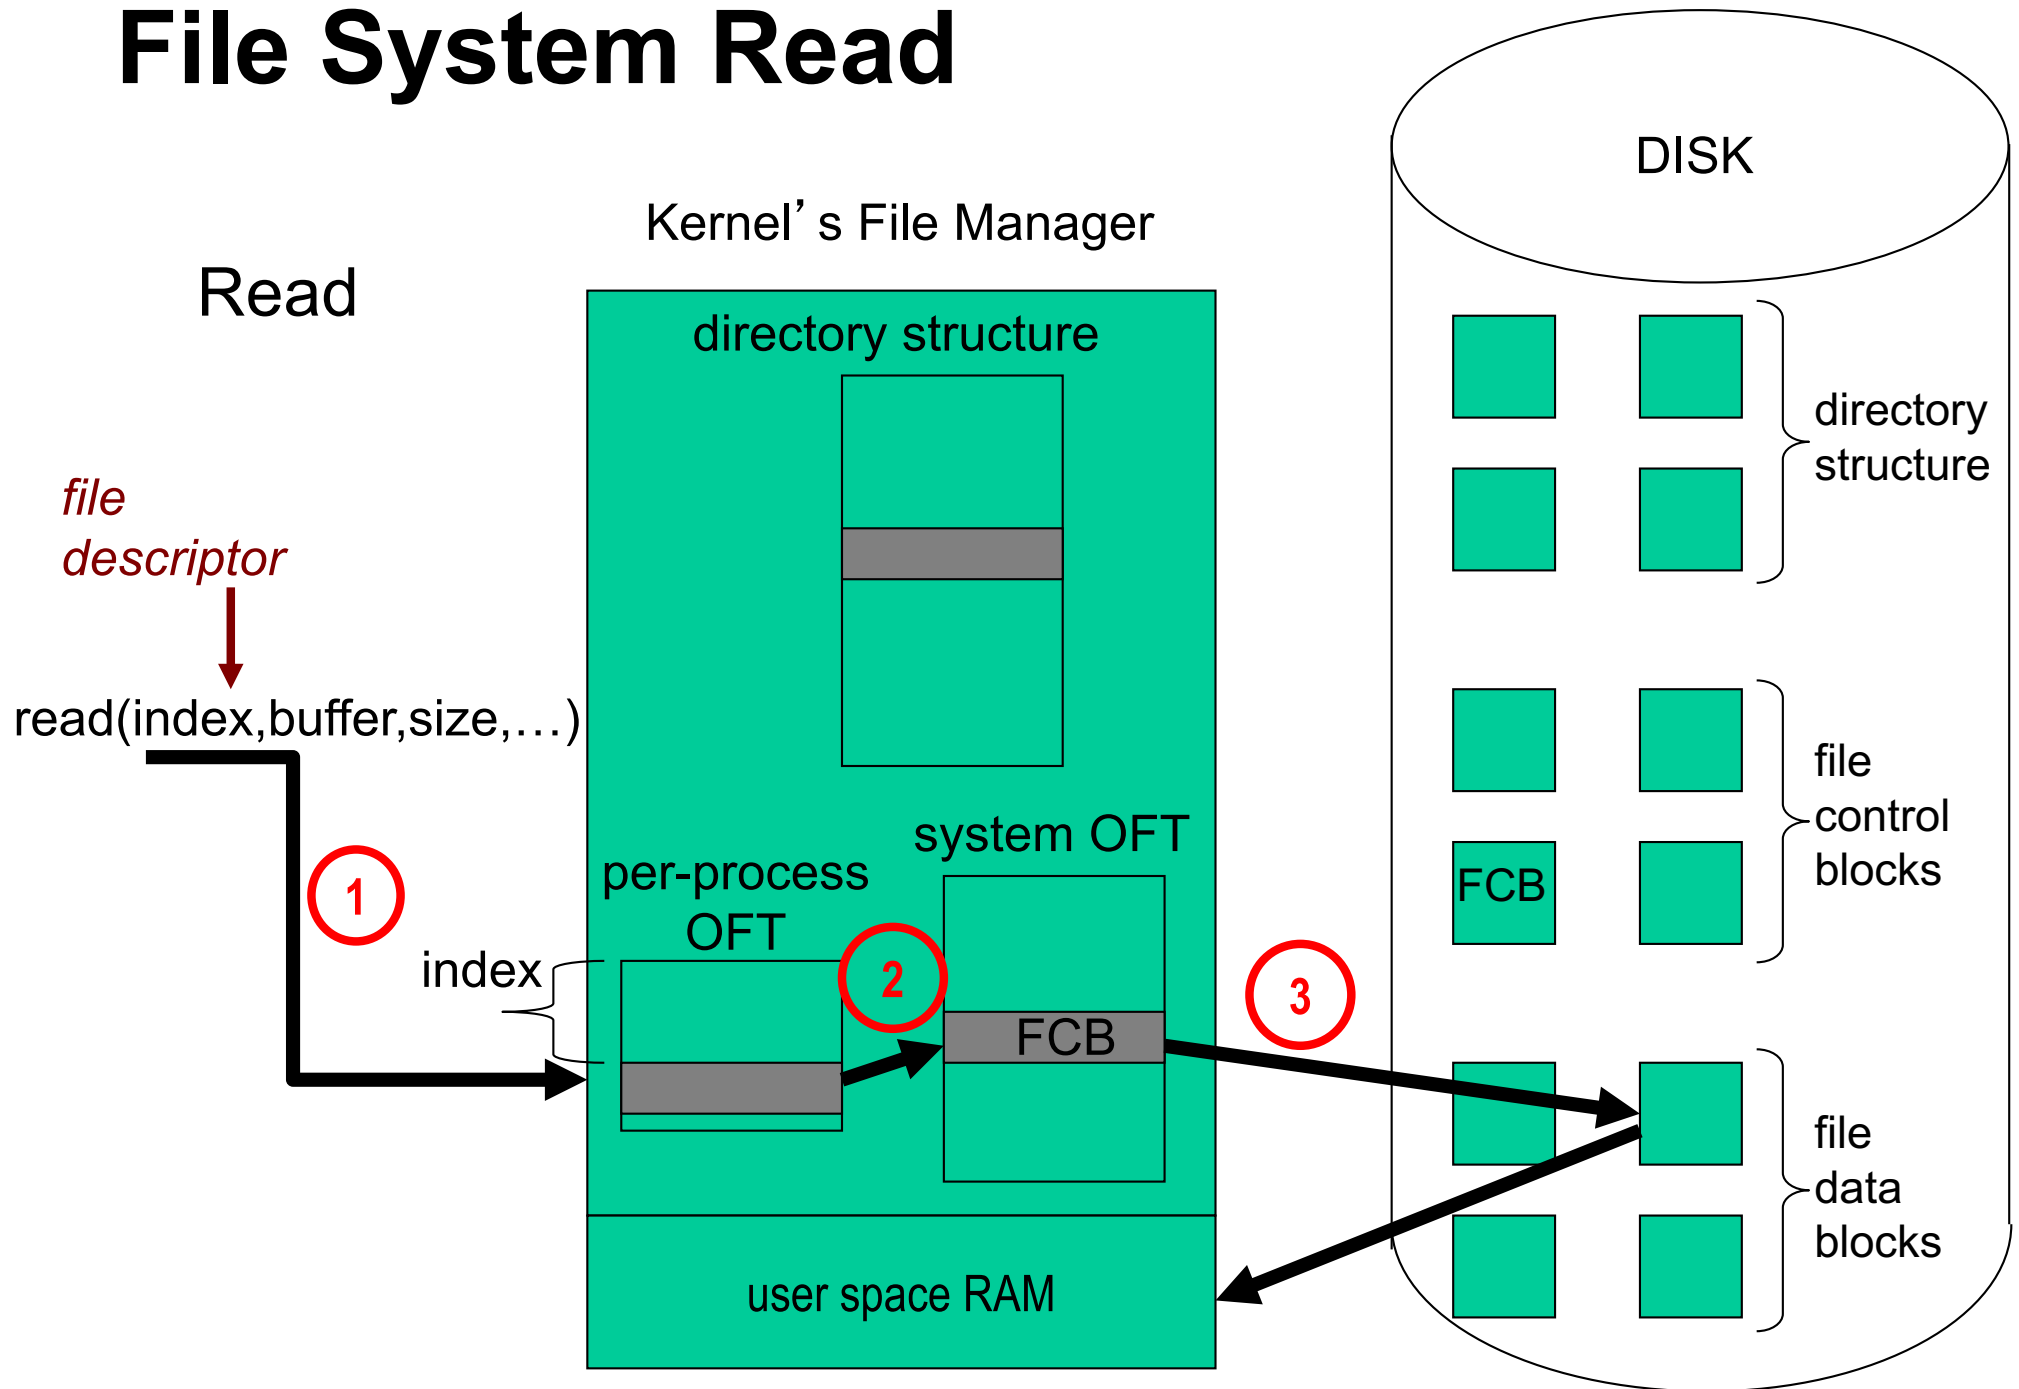 File System Read
DISK
Kernel’s File Manager
Read
directory structure
directory
structure
file
descriptor
read(index,buffer,size,…)
file
control
blocks
system OFT
per-process
OFT
FCB
1
index
2
3
FCB
file
data
blocks
user space RAM